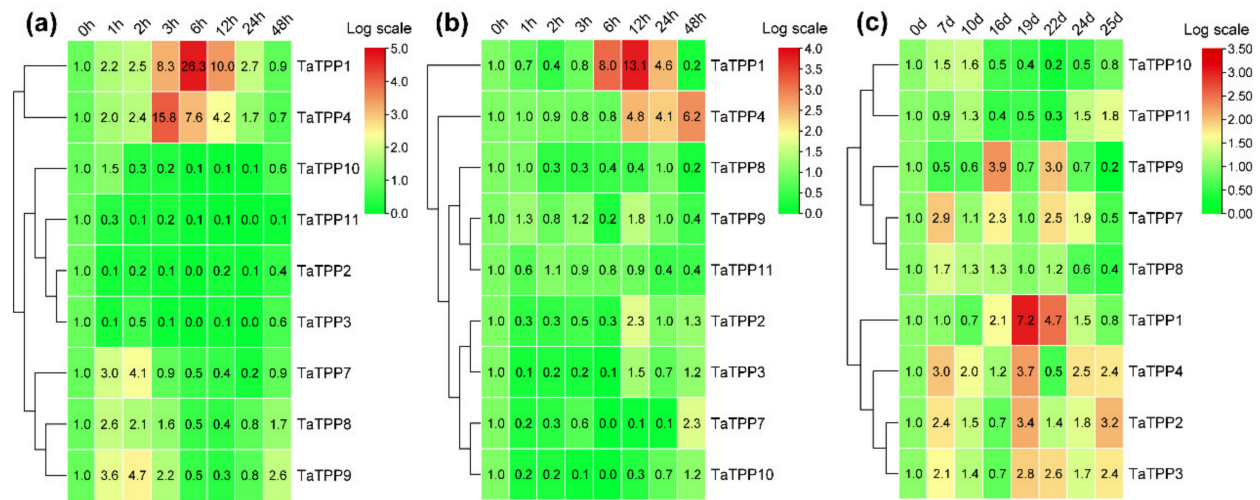 (a) 0h 1h 2h 3h 6h 12h 24h 48h Log scale
1.0 2.2 2.5 8.3 26.3 10.0 2.7 0.9 TaTPP1
1.0 2.0 2.4 15.8 7.6 4.2 1.7 0.7 TaTPP4
1.0 1.5 0.3 0.2 0.1 0.1 0.1 0.6 TaTPP10
1.0 0.3 0.1 0.2 0.1 0.1 0.0 0.1 TaTPP11
1.0 0.1 0.2 0.1 0.0 0.2 0.1 0.4 TaTPP2
1.0 0.1 0.5 0.1 0.0 0.1 0.0 0.6 TaTPP3
1.0 3.0 4.1 0.9 0.5 0.4 0.2 0.9 TaTPP7
1.0 2.6 2.1 1.6 0.5 0.4 0.8 1.7 TaTPP8
1.0 3.6 4.7 2.2 0.5 0.3 0.8 2.6 TaTPP9
5.0
4.0
3.0
2.0
1.0
0.0
(b) 0h 1h 2h 3h 6h 12h 24h 48h Log scale
1.0 0.7 0.4 0.8 8.0 13.1 4.6 0.2 TaTPP1
1.0 1.0 0.9 0.8 0.8 4.8 4.1 6.2 TaTPP4
1.0 1.0 0.3 0.3 0.4 0.4 1.0 0.2 TaTPP8
1.0 1.3 0.8 1.2 0.2 1.8 1.0 0.4 TaTPP9
1.0 0.6 1.1 0.9 0.8 0.9 0.4 0.4 TaTPP11
1.0 0.3 0.3 0.5 0.3 2.3 1.0 1.3 TaTPP2
1.0 0.1 0.2 0.2 0.1 1.5 0.7 1.2 TaTPP3
1.0 0.2 0.3 0.6 0.0 0.1 0.1 2.3 TaTPP7
1.0 0.2 0.2 0.1 0.0 0.3 0.7 1.2 TaTPP10
4.0
3.5
3.0
2.5
2.0
1.5
1.0
0.5
0.0
(c) 0d 7d 10d 16d 19d 22d 24d 25d Log scale
1.0 1.5 1.6 0.5 0.4 0.2 0.5 0.8 TaTPP10
1.0 0.9 1.3 0.4 0.5 0.3 1.5 1.8 TaTPP11
1.0 0.5 0.6 3.9 0.7 3.0 0.7 0.2 TaTPP9
1.0 2.9 1.1 2.3 1.0 2.5 1.9 0.5 TaTPP7
1.0 1.7 1.3 1.3 1.0 1.2 0.6 0.4 TaTPP8
1.0 1.0 0.7 2.1 7.2 4.7 1.5 0.8 TaTPP1
1.0 3.0 2.0 1.2 3.7 0.5 2.5 2.4 TaTPP4
1.0 2.4 1.5 0.7 3.4 1.4 1.8 3.2 TaTPP2
1.0 2.1 1.4 0.7 2.8 2.6 1.7 2.4 TaTPP3
3.50
3.00
2.50
2.00
1.50
1.00
0.50
0.00